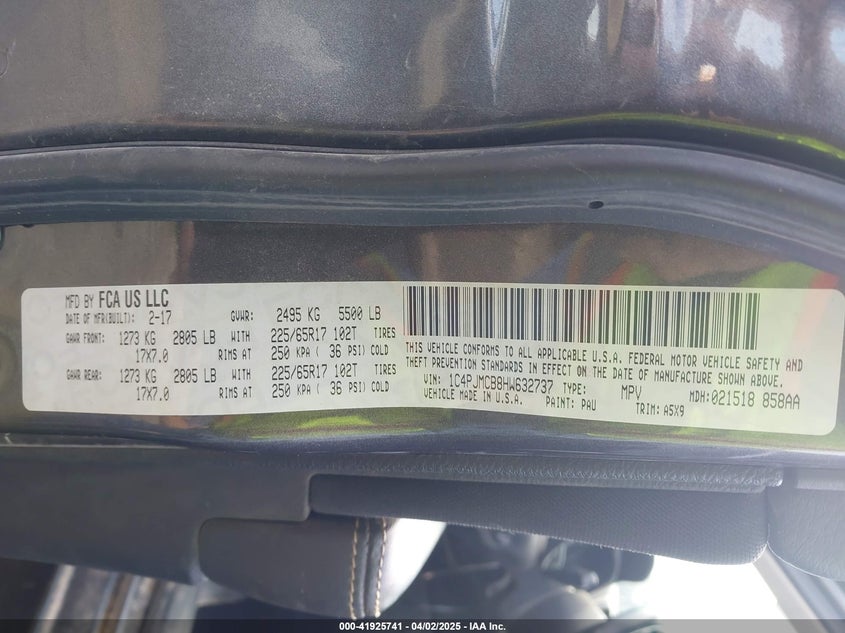 MFD BY FCA US LLC
DATE OF MFR(BUILT): 2-17 GVWR: 2495 KG 5500 LB
GAWR FRONT: 1273 KG 2805 LB WITH 225/65R17 102T TIRES
17X7.0 RIMS AT 250 KPA ( 36 PSI) COLD
GAWR REAR: 1273 KG 2805 LB WITH 225/65R17 102T TIRES
17X7.0 RIMS AT 250 KPA ( 36 PSI) COLD
THIS VEHICLE CONFORMS TO ALL APPLICABLE U.S.A. FEDERAL MOTOR VEHICLE SAFETY AND
THEFT PREVENTION STANDARDS IN EFFECT ON THE DATE OF MANUFACTURE SHOWN ABOVE.
VIN: 1C4PJMCB8HW632737 TYPE: MPV MDH:021518 858AA
VEHICLE MADE IN U.S.A. PAINT: PAU TRIM: A5X9
000-41925741 - 04/02/2025 - IAA Inc.